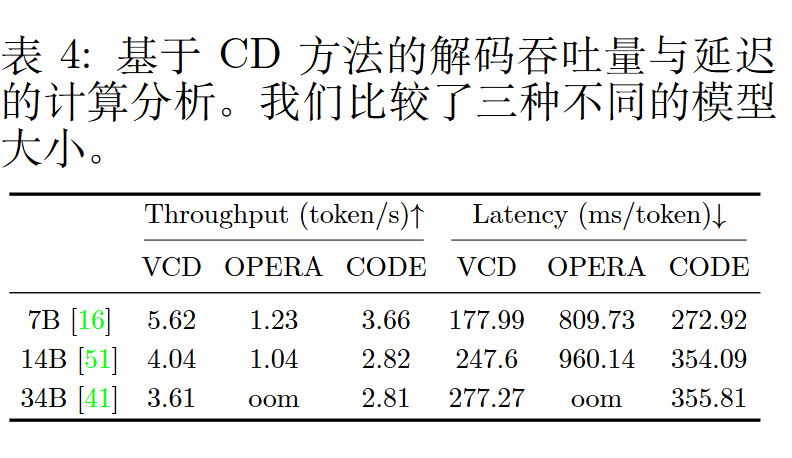 表 4: 基于 CD 方法的解码吞吐量与延迟
的计算分析。我们比较了三种不同的模型
大小。
Throughput (token/s)↑ Latency (ms/token)↓
VCD OPERA CODE VCD OPERA CODE
7B [16] 5.62 1.23 3.66 177.99 809.73 272.92
14B [51] 4.04 1.04 2.82 247.6 960.14 354.09
34B [41] 3.61 oom 2.81 277.27 oom 355.81